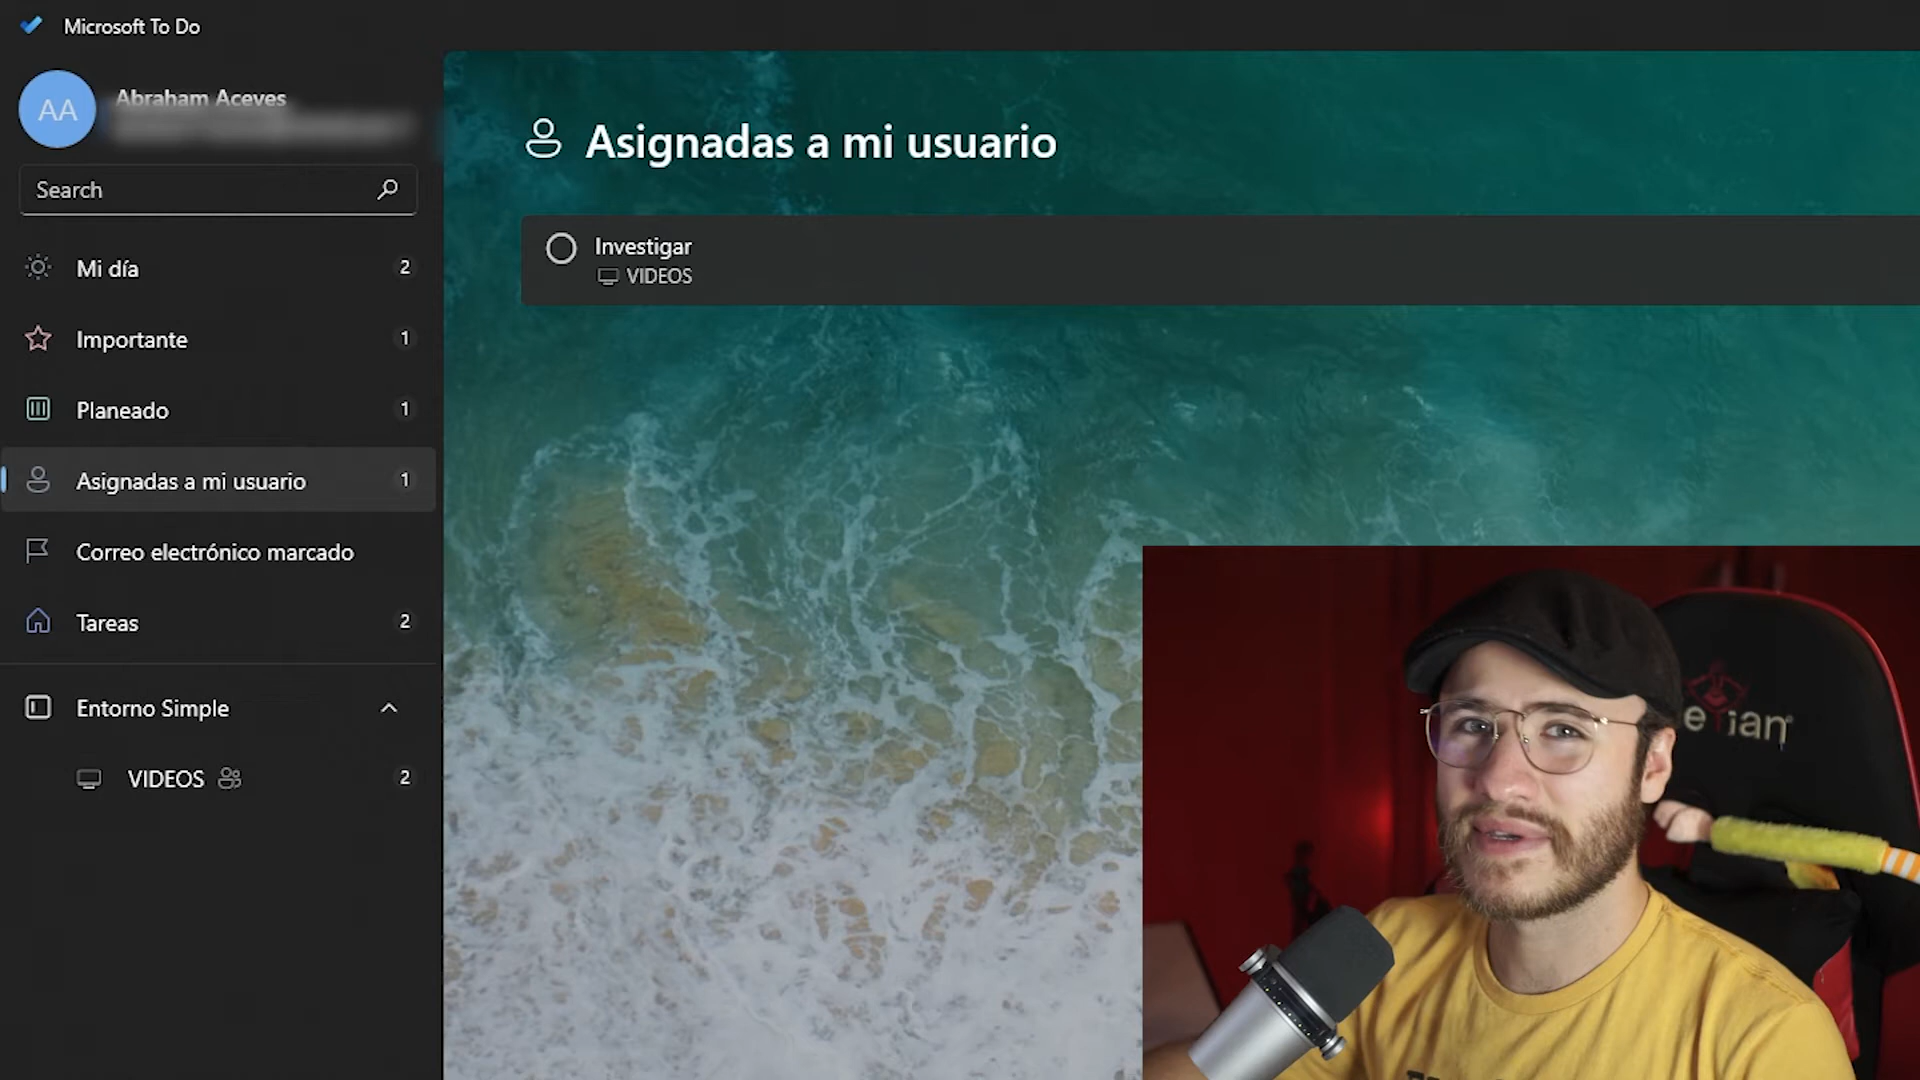 Microsoft To Do
AA
Abraham Aceves
Search
Mi día 2
Importante 1
Planeado 1
Asignadas a mi usuario 1
Correo electrónico marcado
Tareas 2
Entorno Simple
VIDEOS 2
Asignadas a mi usuario
Investigar
VIDEOS